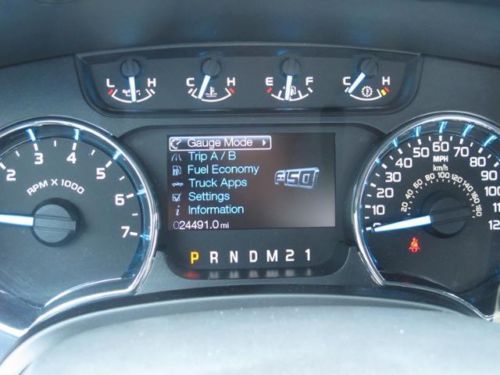 L H C H E F C H
1 2 3 4 5 6 7
RPM X 1000
Gauge Mode
Trip A / B
Fuel Economy
Truck Apps
Settings
Information
024491.0 mi
F150
P R N D M 2 1
10 20 30 40 50 60 70 80 90
MPH
km/h